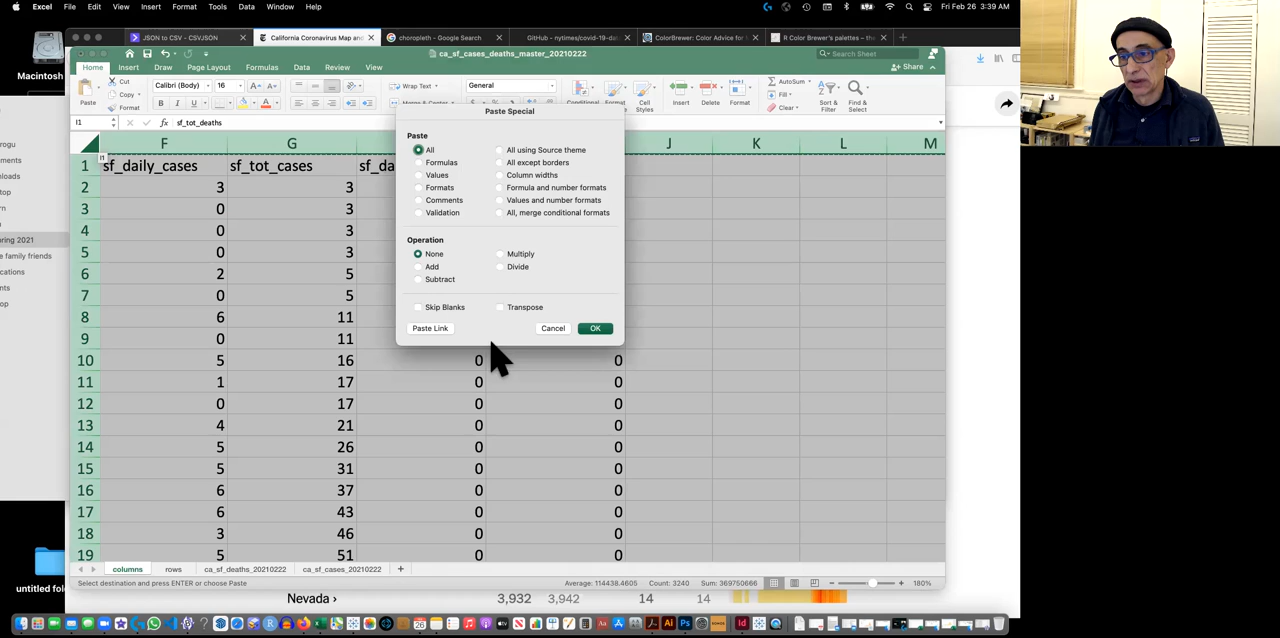 Excel File Edit View Insert Format Tools Data Window Help Fri Feb 26 3:39 AM
JSON to CSV - CSVJSON California Coronavirus Map and choropleth - Google Search GitHub - nytimes/covid-19-da ColorBrewer: Color Advice for R Color Brewer's palettes – the
ca_sf_cases_deaths_master_20210222 Search Sheet
Macintosh
Home Insert Draw Page Layout Formulas Data Review View Share
Cut Copy Format Paste
Calibri (Body) 16 A A Wrap Text General AutoSum Fill Clear
B I U Merge & Center Conditional Format Cell Styles Insert Delete Format Sort & Filter Find & Select
I1 fx sf_tot_deaths
F G J K L M
1 sf_daily_cases sf_tot_cases sf_da
2 3 3
3 0 3
4 0 3
5 0 3
6 2 5
7 0 5
8 6 11
9 0 11
10 5 16 0 0
11 1 17 0 0
12 0 17 0 0
13 4 21 0 0
14 5 26 0 0
15 5 31 0 0
16 6 37 0 0
17 6 43 0 0
18 3 46 0 0
19 5 51 0 0
Paste Special
Paste
All All using Source theme
Formulas All except borders
Values Column widths
Formats Formula and number formats
Comments Values and number formats
Validation All, merge conditional formats
Operation
None Multiply
Add Divide
Subtract
Skip Blanks Transpose
Paste Link Cancel OK
rogu
ments
nloads
top
rn
ring 2021
e family friends
cations
nts
op
untitled fol
columns rows ca_sf_deaths_20210222 ca_sf_cases_20210222
Select destination and press ENTER or choose Paste Average: 114438.4605 Count: 3240 Sum: 369750666 180%
Nevada › 3,932 3,942 14 14